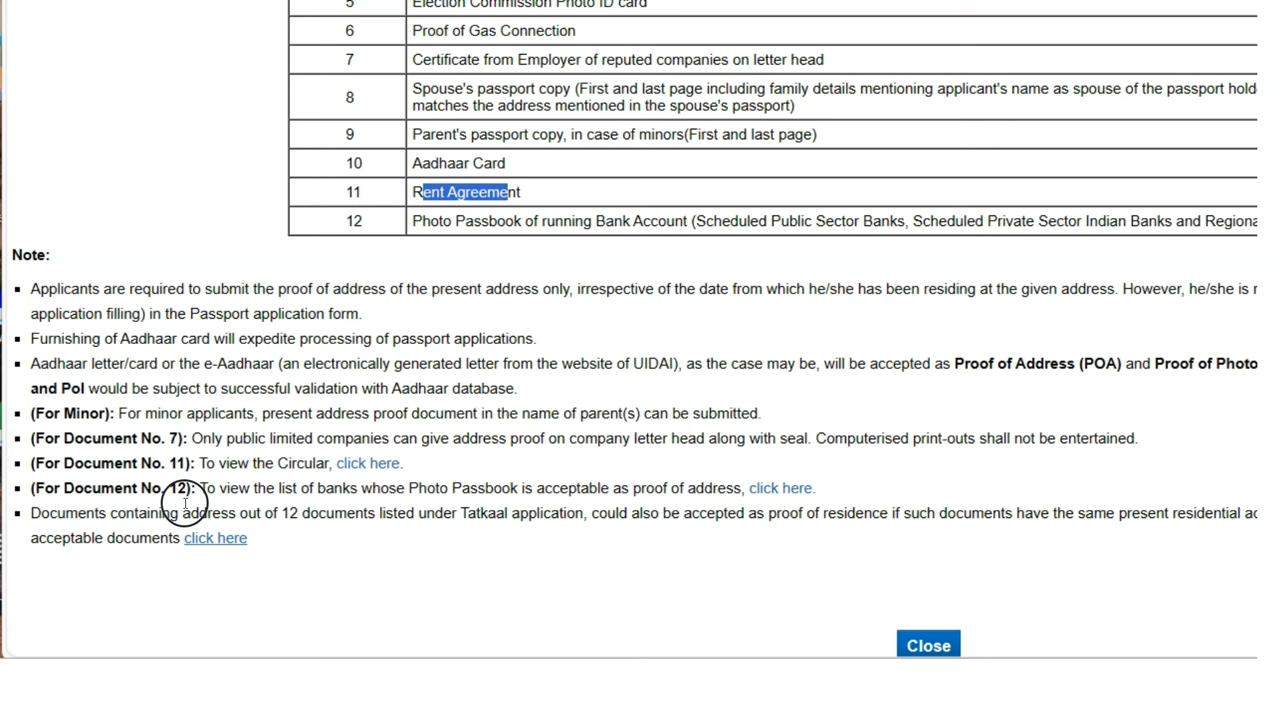 5 Election Commission Photo ID card
6 Proof of Gas Connection
7 Certificate from Employer of reputed companies on letter head
8 Spouse's passport copy (First and last page including family details mentioning applicant's name as spouse of the passport hold
matches the address mentioned in the spouse's passport)
9 Parent's passport copy, in case of minors(First and last page)
10 Aadhaar Card
11 Rent Agreement
12 Photo Passbook of running Bank Account (Scheduled Public Sector Banks, Scheduled Private Sector Indian Banks and Regiona
Note:
Applicants are required to submit the proof of address of the present address only, irrespective of the date from which he/she has been residing at the given address. However, he/she is r
application filling) in the Passport application form.
Furnishing of Aadhaar card will expedite processing of passport applications.
Aadhaar letter/card or the e-Aadhaar (an electronically generated letter from the website of UIDAI), as the case may be, will be accepted as Proof of Address (POA) and Proof of Photo
and PoI would be subject to successful validation with Aadhaar database.
(For Minor): For minor applicants, present address proof document in the name of parent(s) can be submitted.
(For Document No. 7): Only public limited companies can give address proof on company letter head along with seal. Computerised print-outs shall not be entertained.
(For Document No. 11): To view the Circular, click here.
(For Document No. 12): To view the list of banks whose Photo Passbook is acceptable as proof of address, click here.
Documents containing address out of 12 documents listed under Tatkaal application, could also be accepted as proof of residence if such documents have the same present residential ac
acceptable documents click here
Close